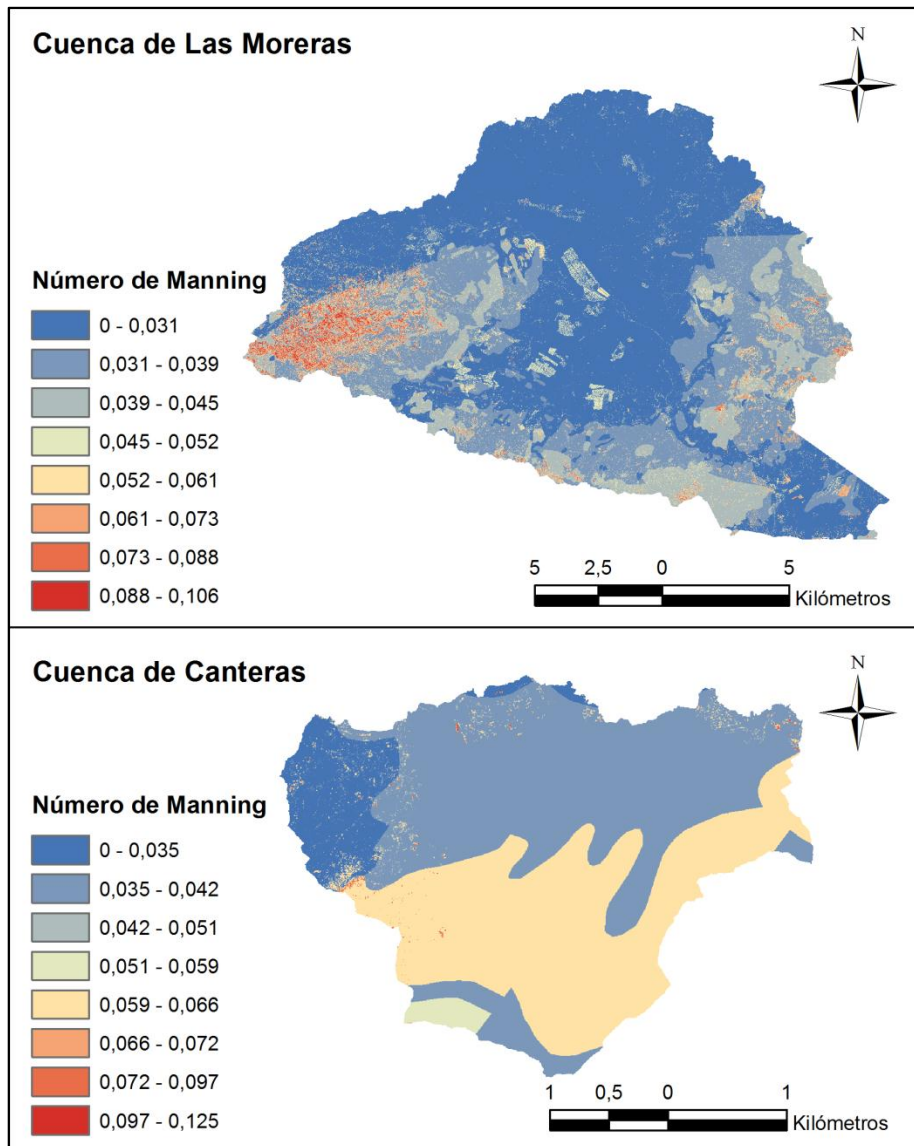 Cuenca de Las Moreras
N
Número de Manning
0 - 0,031
0,031 - 0,039
0,039 - 0,045
0,045 - 0,052
0,052 - 0,061
0,061 - 0,073
0,073 - 0,088
0,088 - 0,106
5 2,5 0 5
Kilómetros
Cuenca de Canteras
N
Número de Manning
0 - 0,035
0,035 - 0,042
0,042 - 0,051
0,051 - 0,059
0,059 - 0,066
0,066 - 0,072
0,072 - 0,097
0,097 - 0,125
1 0,5 0 1
Kilómetros